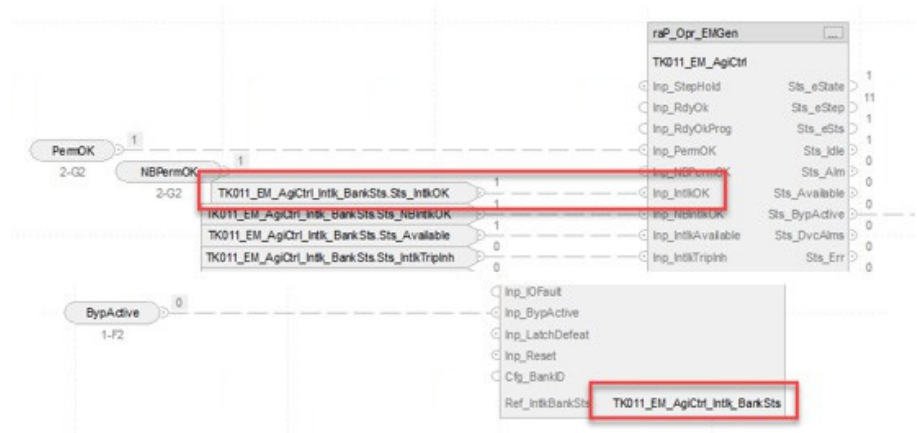 raP_Opr_EMGen ...
TK011_EM_AgiCtrl
Inp_StepHold Sts_eState 1
Inp_RdyOk Sts_eStep 11
Inp_RdyOkProg Sts_eSts 1
PermOK 1 Inp_PermOK Sts_Idle 1
2-G2 NBPermOK 1 Inp_NBPermOK Sts_Alm 0
2-G2 TK011_EM_AgiCtrl_Intlk_BankSts.Sts_IntlkOK 1 Inp_IntlkOK Sts_Available 0
TK011_EM_AgiCtrl_Intlk_BankSts.Sts_NBIntlkOK 1 Inp_NBIntlkOK Sts_BypActive 0
TK011_EM_AgiCtrl_Intlk_BankSts.Sts_Available 1 Inp_IntlkAvailable Sts_DvcAlms 0
TK011_EM_AgiCtrl_Intlk_BankSts.Sts_IntlkTripInh 0 Inp_IntlkTripInh Sts_Err 0
0
Inp_IOFault
BypActive 0 Inp_BypActive
1-F2 Inp_LatchDefeat
Inp_Reset
Cfg_BankID
Ref_IntlkBankSts TK011_EM_AgiCtrl_Intlk_BankSts